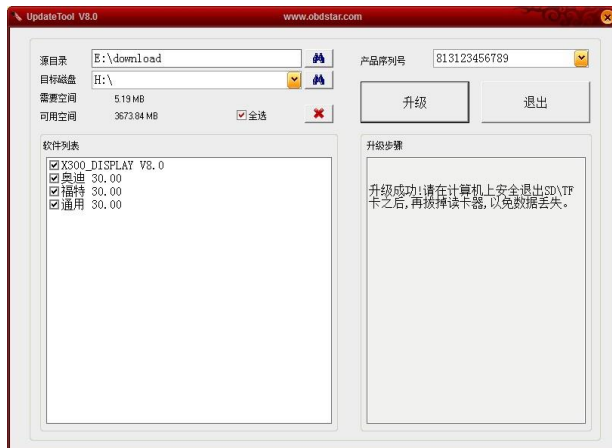 UpdateTool V8.0
www.obdstar.com
源目录
E:\download
产品序列号
813123456789
目标磁盘
H:\
需要空间
5.19 MB
可用空间
3673.84 MB
全选
升级
退出
软件列表
X300_DISPLAY V8.0
奥迪 30.00
福特 30.00
通用 30.00
升级步骤
升级成功!请在计算机上安全退出SD\TF
卡之后,再拔掉读卡器,以免数据丢失。